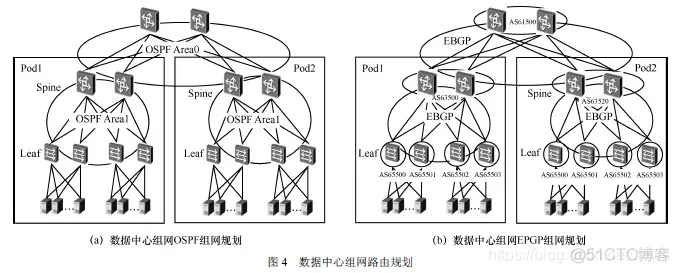 OSPF Area0
Pod1
Pod2
Spine
Spine
OSPF Area1
OSPF Area1
Leaf
Leaf
(a) 数据中心组网OSPF组网规划
AS61500
EBGP
Pod1
Pod2
AS63500
Spine
AS63520
EBGP
EBGP
Leaf
Leaf
AS65500
AS65501
AS65502
AS65503
AS65500
AS65501
AS65502
AS65503
(b) 数据中心组网EPGP组网规划
图 4 数据中心组网路由规划
@51CTO博客